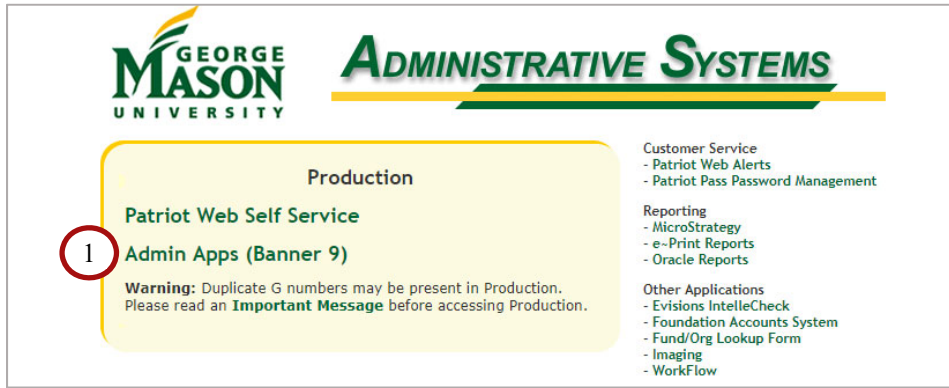 GEORGE
MASON
UNIVERSITY
ADMINISTRATIVE SYSTEMS
Production
Patriot Web Self Service
1
Admin Apps (Banner 9)
Warning: Duplicate G numbers may be present in Production.
Please read an Important Message before accessing Production.
Customer Service
- Patriot Web Alerts
- Patriot Pass Password Management
Reporting
- MicroStrategy
- e~Print Reports
- Oracle Reports
Other Applications
- Evisions IntelleCheck
- Foundation Accounts System
- Fund/Org Lookup Form
- Imaging
- WorkFlow